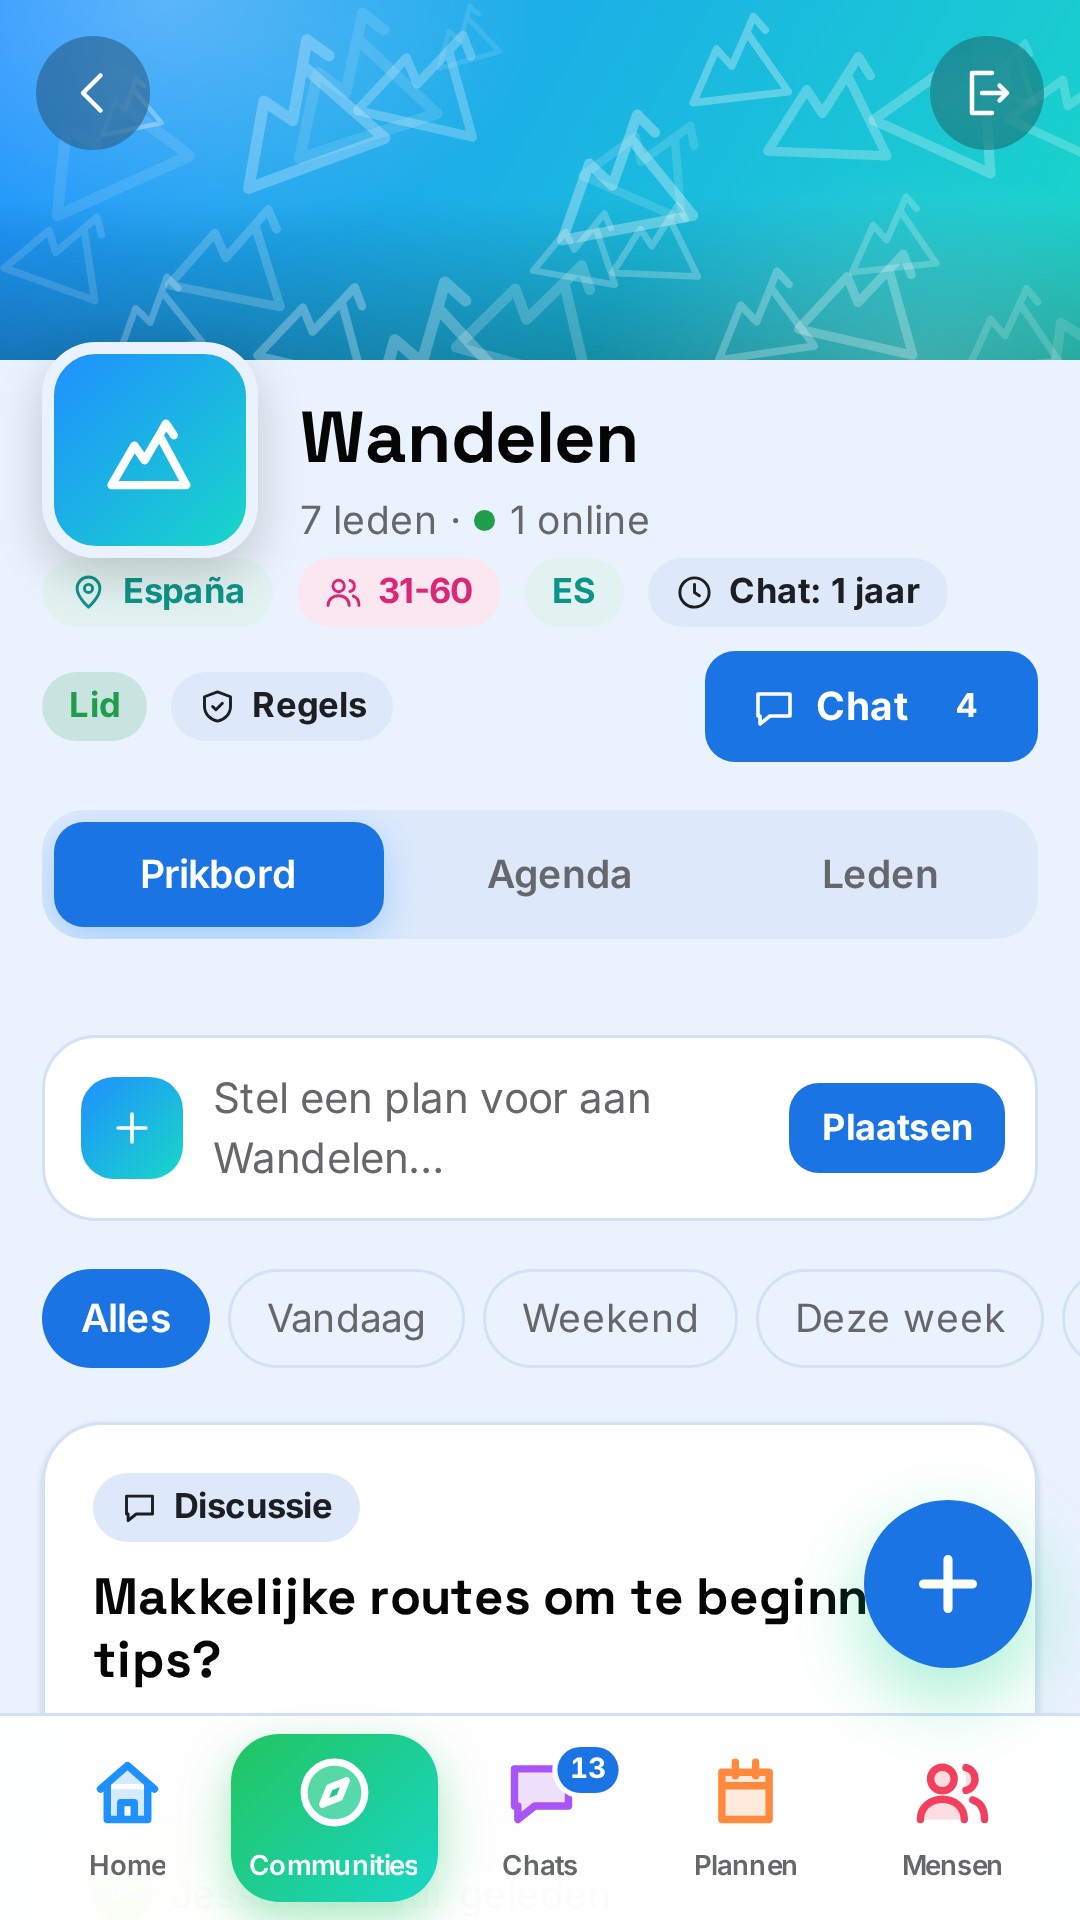 Wandelen
7 leden · 1 online
España
31-60
ES
Chat: 1 jaar
Lid
Regels
Chat 4
Prikbord
Agenda
Leden
Stel een plan voor aan
Wandelen...
Plaatsen
Alles
Vandaag
Weekend
Deze week
Discussie
Makkelijke routes om te beginn
tips?
13
Home
Communities
Chats
Plannen
Mensen
geleden